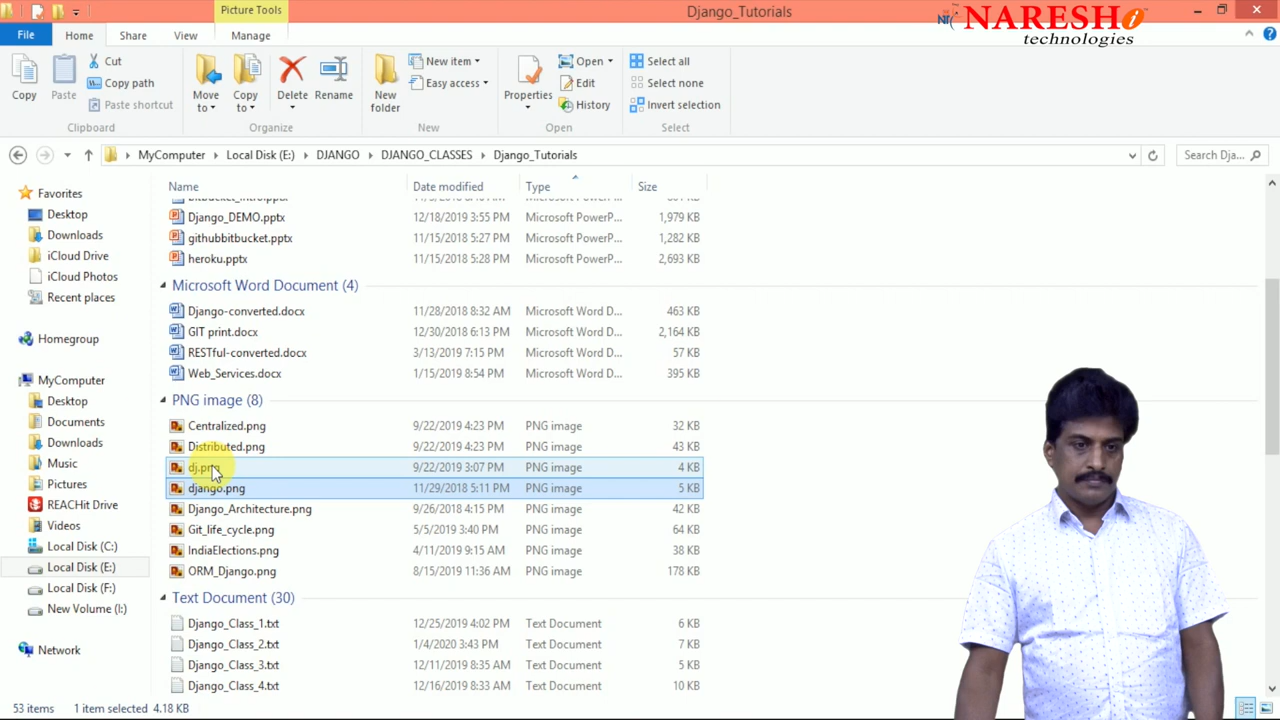 Picture Tools
Django_Tutorials
NARESH i
technologies
File Home Share View Manage
Copy
Paste
Cut
Copy path
Paste shortcut
Move to
Copy to
Delete
Rename
New folder
New item
Easy access
Properties
Open
Edit
History
Select all
Select none
Invert selection
Clipboard Organize New Open Select
MyComputer Local Disk (E:) DJANGO DJANGO_CLASSES Django_Tutorials Search Dja...
Name Date modified Type Size
Django_DEMO.pptx 12/18/2019 3:55 PM Microsoft PowerP... 1,979 KB
githubbitbucket.pptx 11/15/2018 5:27 PM Microsoft PowerP... 1,282 KB
heroku.pptx 11/15/2018 5:28 PM Microsoft PowerP... 2,693 KB
Microsoft Word Document (4)
Django-converted.docx 11/28/2018 8:32 AM Microsoft Word D... 463 KB
GIT print.docx 12/30/2018 6:13 PM Microsoft Word D... 2,164 KB
RESTful-converted.docx 3/13/2019 7:15 PM Microsoft Word D... 57 KB
Web_Services.docx 1/15/2019 8:54 PM Microsoft Word D... 395 KB
PNG image (8)
Centralized.png 9/22/2019 4:23 PM PNG image 32 KB
Distributed.png 9/22/2019 4:23 PM PNG image 43 KB
dj.png 9/22/2019 3:07 PM PNG image 4 KB
django.png 11/29/2018 5:11 PM PNG image 5 KB
Django_Architecture.png 9/26/2018 4:15 PM PNG image 42 KB
Git_life_cycle.png 5/5/2019 3:40 PM PNG image 64 KB
IndiaElections.png 4/11/2019 9:15 AM PNG image 38 KB
ORM_Django.png 8/15/2019 11:36 AM PNG image 178 KB
Text Document (30)
Django_Class_1.txt 12/25/2019 4:02 PM Text Document 6 KB
Django_Class_2.txt 1/4/2020 3:43 PM Text Document 7 KB
Django_Class_3.txt 12/11/2019 8:35 AM Text Document 5 KB
Django_Class_4.txt 12/16/2019 8:33 AM Text Document 10 KB
Favorites
Desktop
Downloads
iCloud Drive
iCloud Photos
Recent places
Homegroup
MyComputer
Desktop
Documents
Downloads
Music
Pictures
REACHit Drive
Videos
Local Disk (C:)
Local Disk (E:)
Local Disk (F:)
New Volume (I:)
Network
53 items 1 item selected 4.18 KB